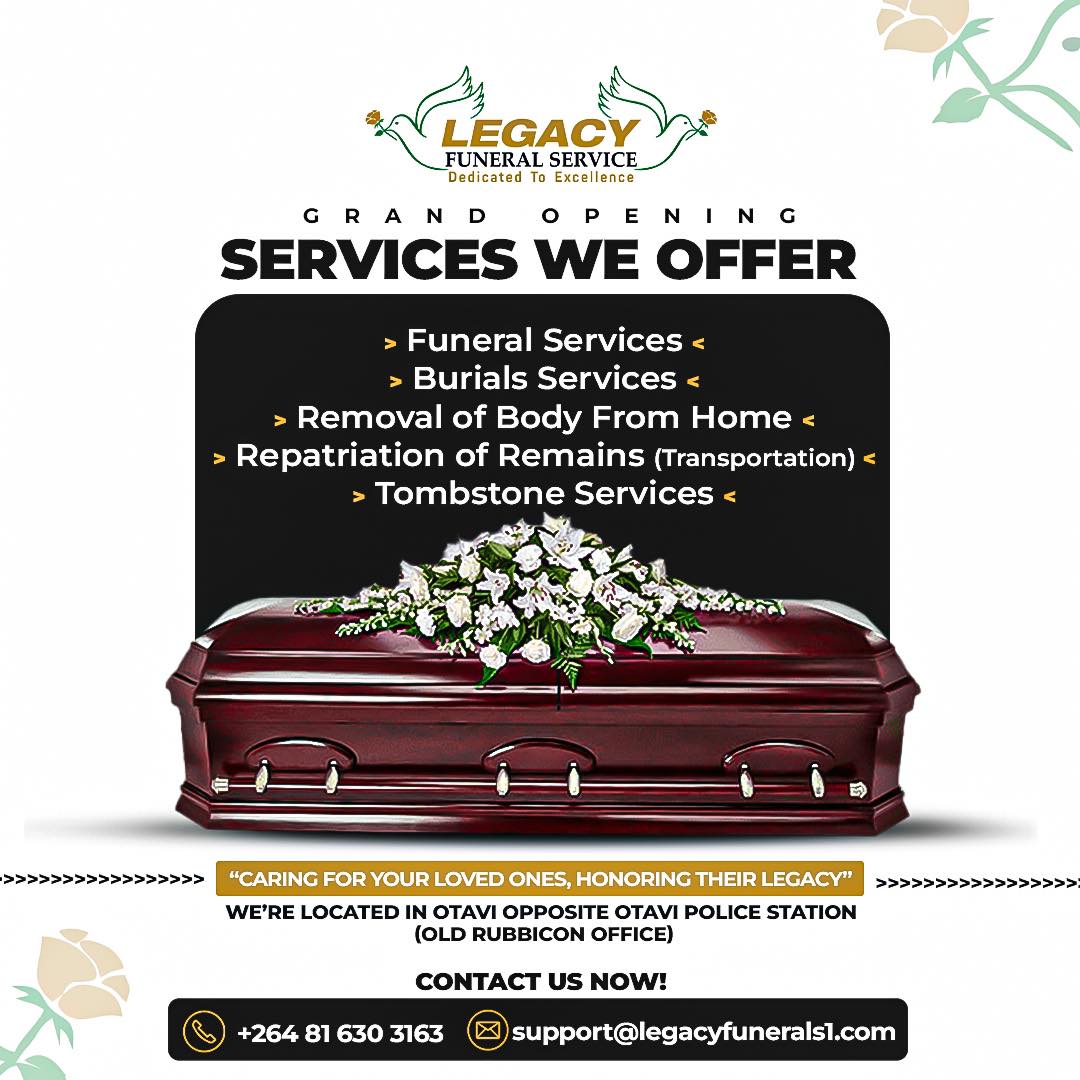 LEGACY
FUNERAL SERVICE
Dedicated To Excellence
GRAND OPENING
SERVICES WE OFFER
> Funeral Services <
> Burials Services <
> Removal of Body From Home <
> Repatriation of Remains (Transportation) <
> Tombstone Services <
“CARING FOR YOUR LOVED ONES, HONORING THEIR LEGACY”
WE’RE LOCATED IN OTAVI OPPOSITE OTAVI POLICE STATION
(OLD RUBBICON OFFICE)
CONTACT US NOW!
+264 81 630 3163 support@legacyfunerals1.com